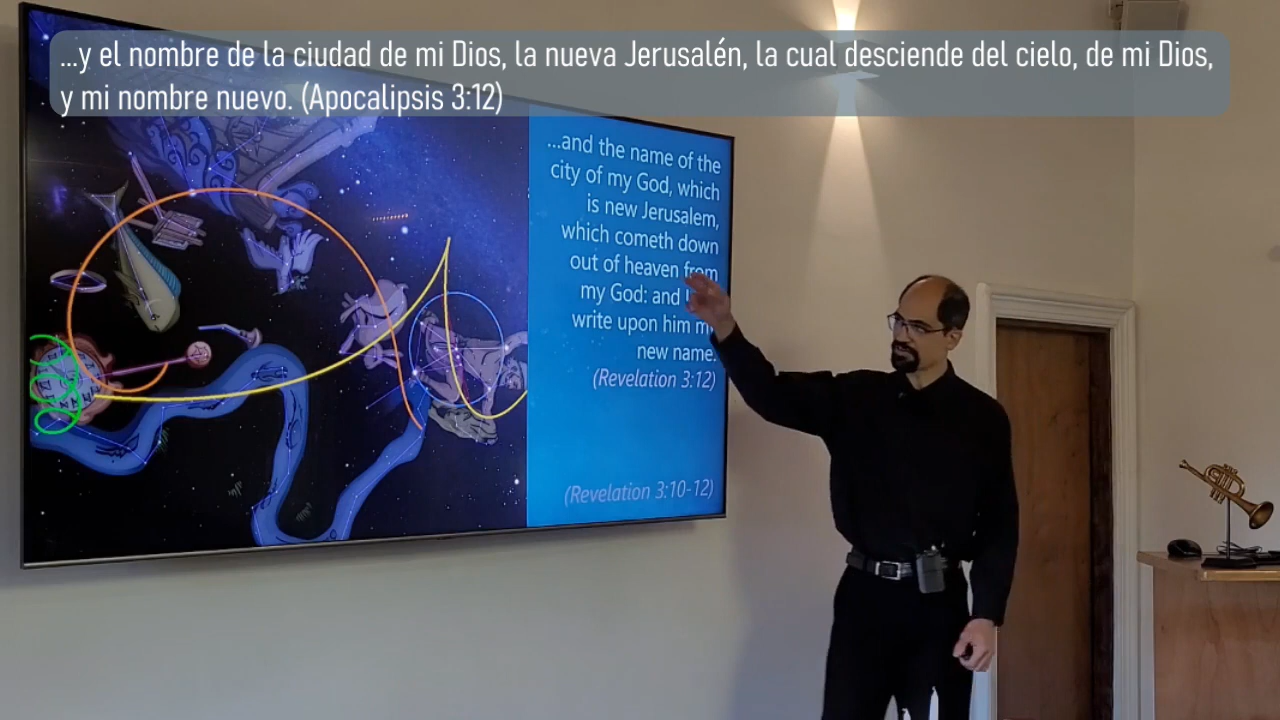 ...y el nombre de la ciudad de mi Dios, la nueva Jerusalén, la cual desciende del cielo, de mi Dios,
y mi nombre nuevo. (Apocalipsis 3:12)
...and the name of the
city of my God, which
is new Jerusalem,
which cometh down
out of heaven from
my God: and
write upon him
new name.
(Revelation 3:12)
(Revelation 3:10-12)